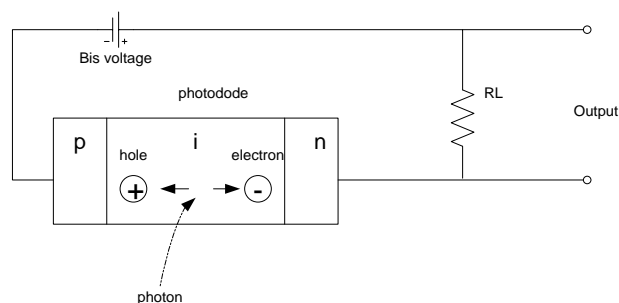 - +
Bis voltage
photodode
RL
Output
p
i
n
hole
electron
+
-
photon